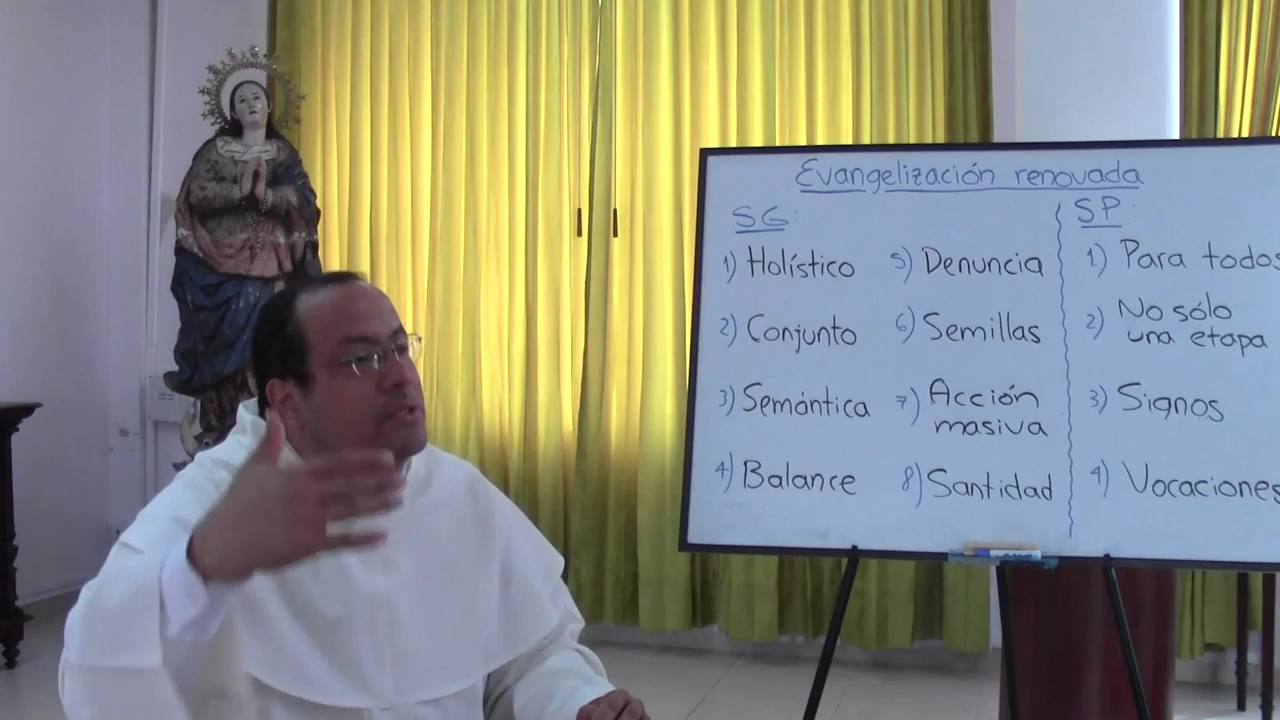 Evangelización renovada
SG:
1) Holístico
2) Conjunto
3) Semántica
4) Balance
5) Denuncia
6) Semillas
7) Acción
masiva
8) Santidad
SP:
1) Para todos
2) No sólo
una etapa
3) Signos
4) Vocaciones